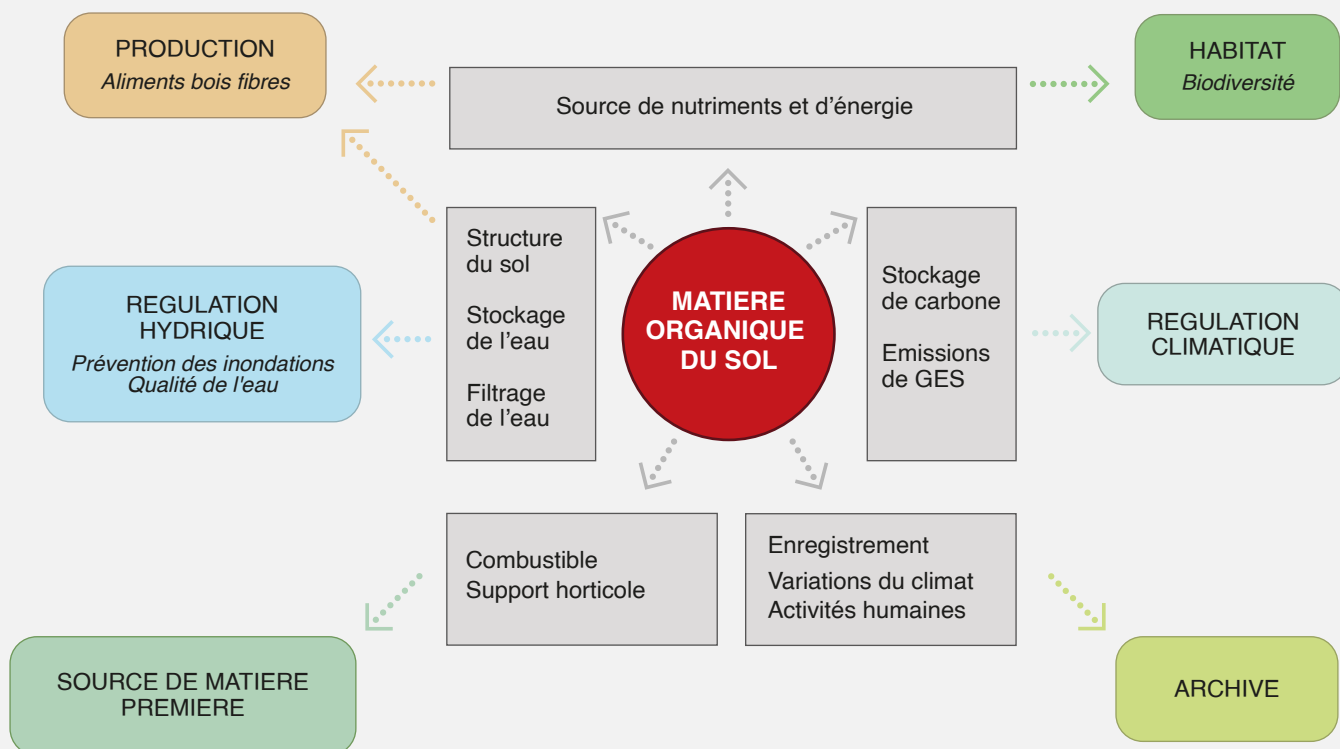 PRODUCTION
Aliments bois fibres
HABITAT
Biodiversité
Source de nutriments et d'énergie
Structure
du sol
Stockage
de l'eau
Filtrage
de l'eau
MATIERE
ORGANIQUE
DU SOL
Stockage
de carbone
Emissions
de GES
REGULATION
HYDRIQUE
Prévention des inondations
Qualité de l'eau
REGULATION
CLIMATIQUE
Combustible
Support horticole
Enregistrement
Variations du climat
Activités humaines
SOURCE DE MATIERE
PREMIERE
ARCHIVE